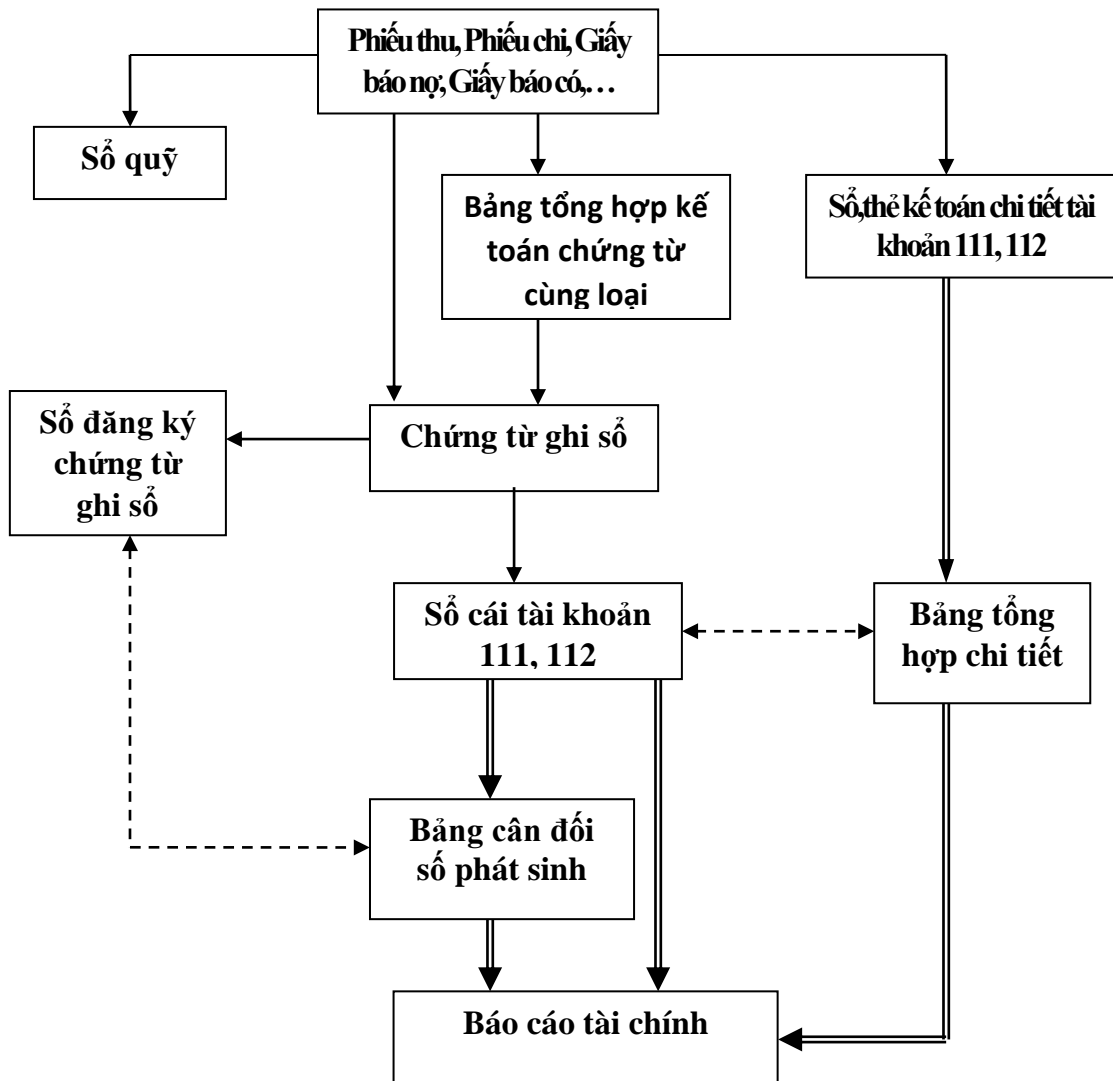 Phiếu thu, Phiếu chi, Giấy
báo nợ, Giấy báo có,…
Sổ quỹ
Bảng tổng hợp kế
toán chứng từ
cùng loại
Sổ,thẻ kế toán chi tiết tài
khoản 111, 112
Sổ đăng ký
chứng từ
ghi sổ
Chứng từ ghi sổ
Sổ cái tài khoản
111, 112
Bảng tổng
hợp chi tiết
Bảng cân đối
số phát sinh
Báo cáo tài chính